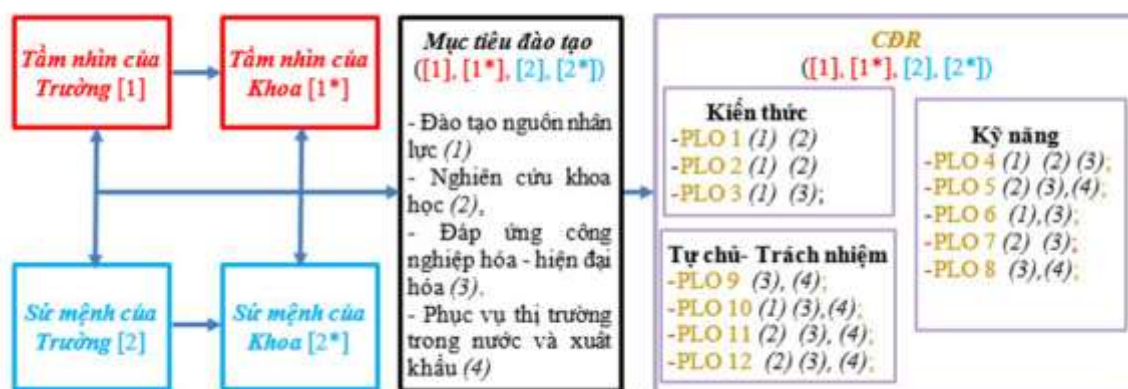 Tầm nhìn của
Trường [1]
Tầm nhìn của
Khoa [1*]
Sứ mệnh của
Trường [2]
Sứ mệnh của
Khoa [2*]
Mục tiêu đào tạo
([1], [1*], [2], [2*])
- Đào tạo nguồn nhân
lực (1)
- Nghiên cứu khoa
học (2),
- Đáp ứng công
nghiệp hóa - hiện đại
hóa (3).
- Phục vụ thị trường
trong nước và xuất
khẩu (4)
CĐR
([1], [1*], [2], [2*])
Kiến thức
-PLO 1 (1) (2)
-PLO 2 (1) (2)
-PLO 3 (1) (3);
Kỹ năng
-PLO 4 (1) (2) (3);
-PLO 5 (2) (3),(4);
-PLO 6 (1),(3);
-PLO 7 (2) (3);
-PLO 8 (3),(4);
Tự chủ- Trách nhiệm
-PLO 9 (3), (4);
-PLO 10 (1) (3),(4);
-PLO 11 (2) (3), (4);
-PLO 12 (2) (3), (4);